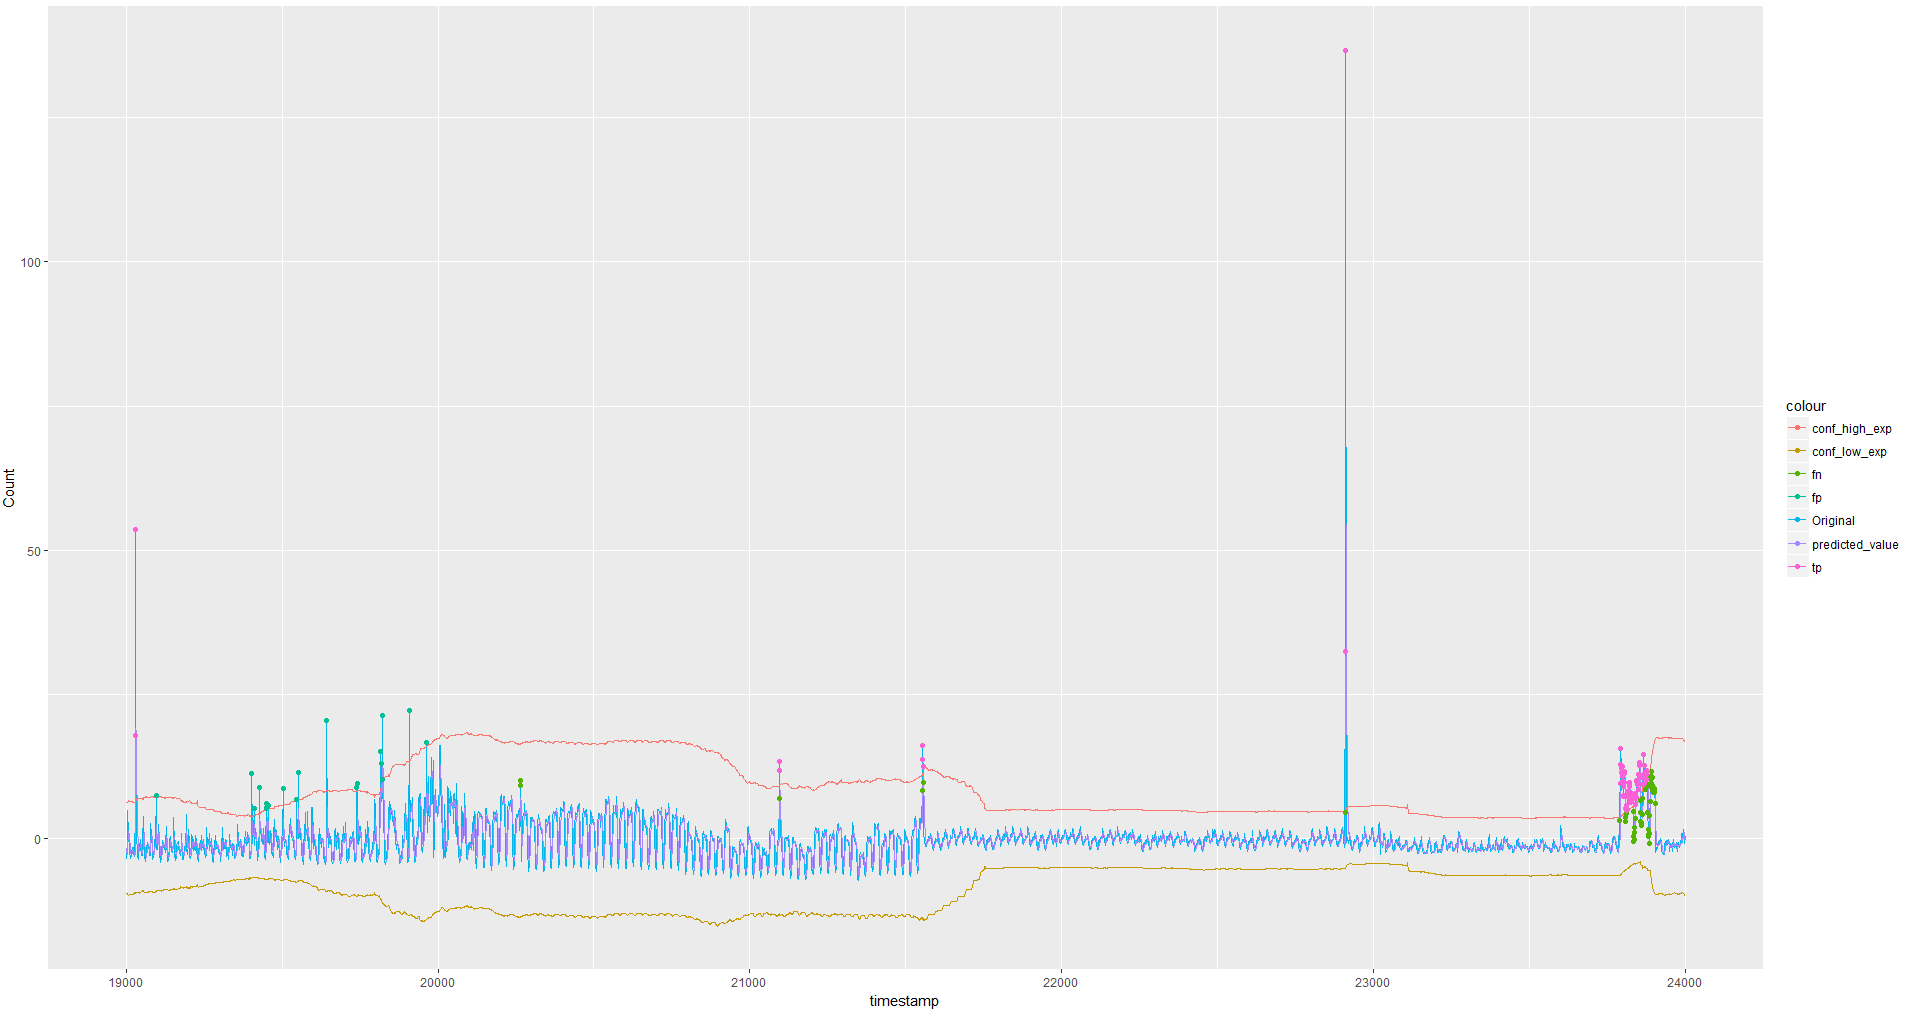 Count
100
50
0
19000
20000
21000
22000
23000
24000
timestamp
colour
conf_high_exp
conf_low_exp
fn
fp
Original
predicted_value
tp